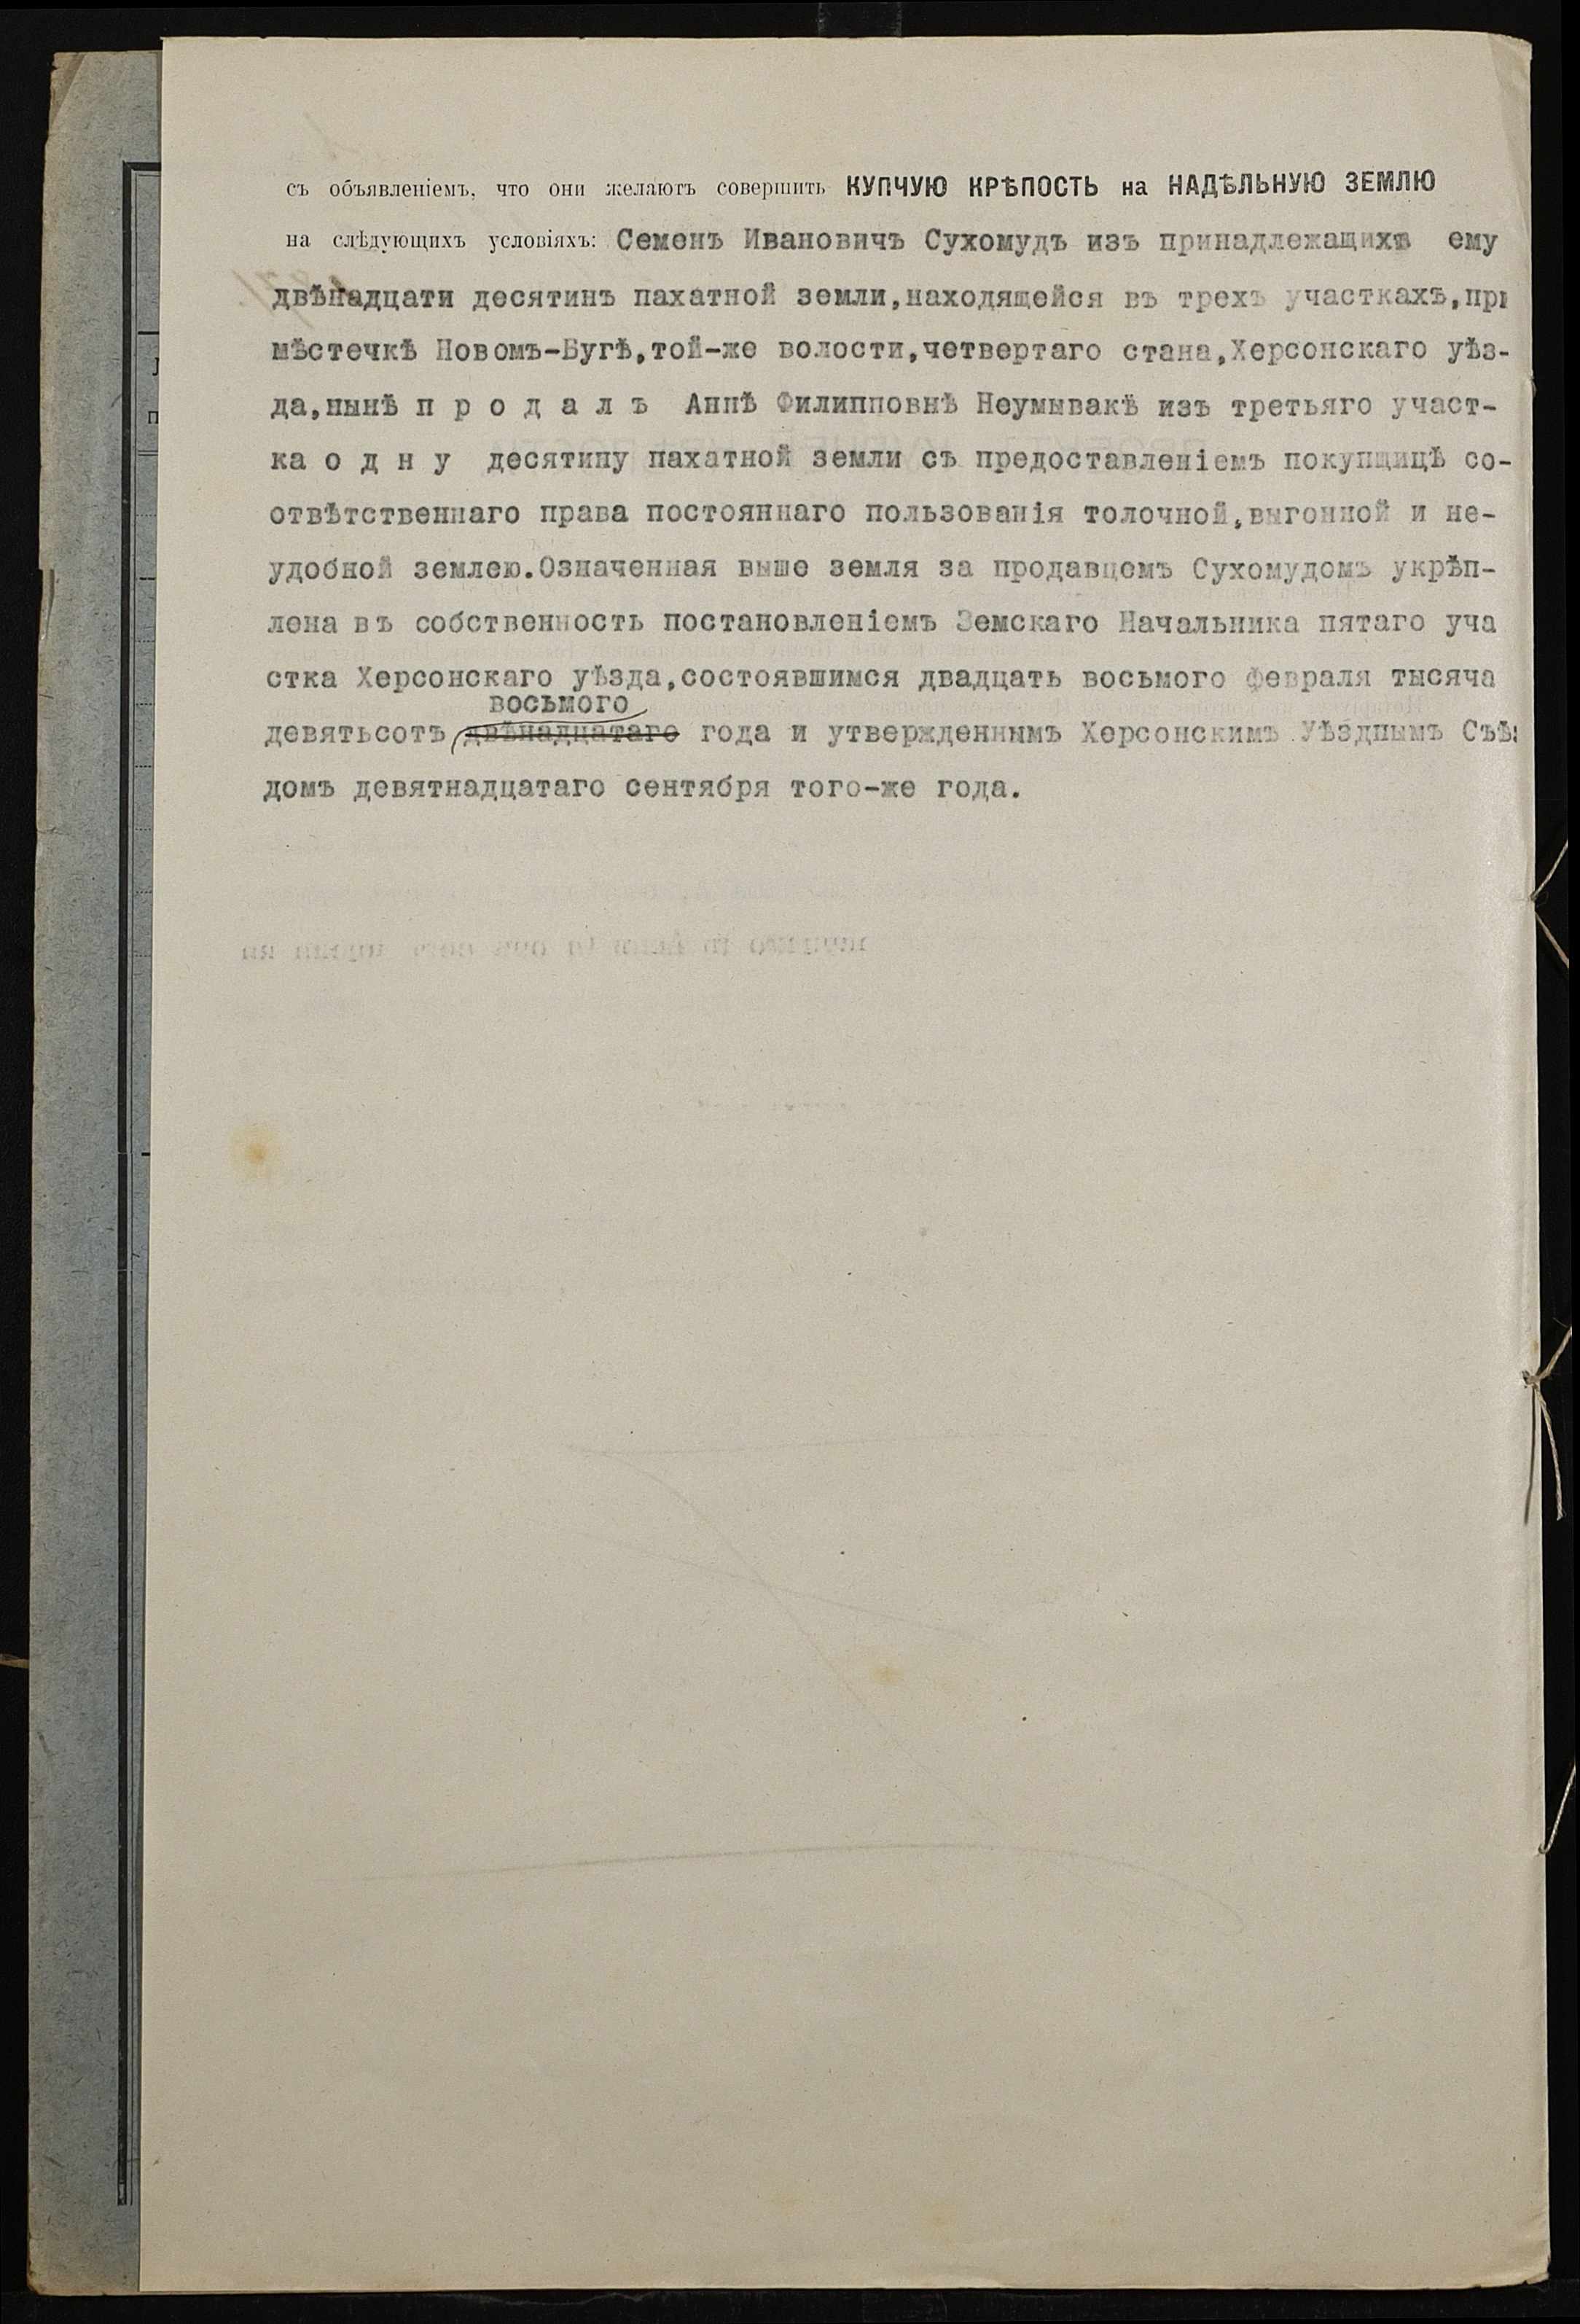 съ объявленіемъ, что они желаютъ совершить КУПЧУЮ КРѢПОСТЬ на НАДѢЛЬНУЮ ЗЕМЛЮ
на слѣдующихъ условіяхъ: Семенъ Ивановичъ Сухомудъ изъ принадлежащихъ ему
двѣнадцати десятинъ пахатной земли,находящейся въ трехъ участкахъ,при
мѣстечкѣ Новомъ-Бугѣ,той-же волости,четвертаго стана,Херсонскаго уѣз-
да,нынѣ п р о д а л ъ Аннѣ Филипповнѣ Неумывакѣ изъ третьяго участ-
ка о д н у десятину пахатной земли съ предоставленіемъ покупщицѣ со-
отвѣтственнаго права постояннаго пользованія толочной,выгонной и не-
удобной землею.Означенная выше земля за продавцомъ Сухомудомъ укрѣп-
лена въ собственность постановленіемъ Земскаго Начальника пятаго уча
стка Херсонскаго уѣзда,состоявшимся двадцать восьмого февраля тысяча
восьмого
девятьсотъ двѣнадцатаго года и утвержденнымъ Херсонскимъ Уѣзднымъ Съѣз
домъ девятнадцатаго сентября того-же года.